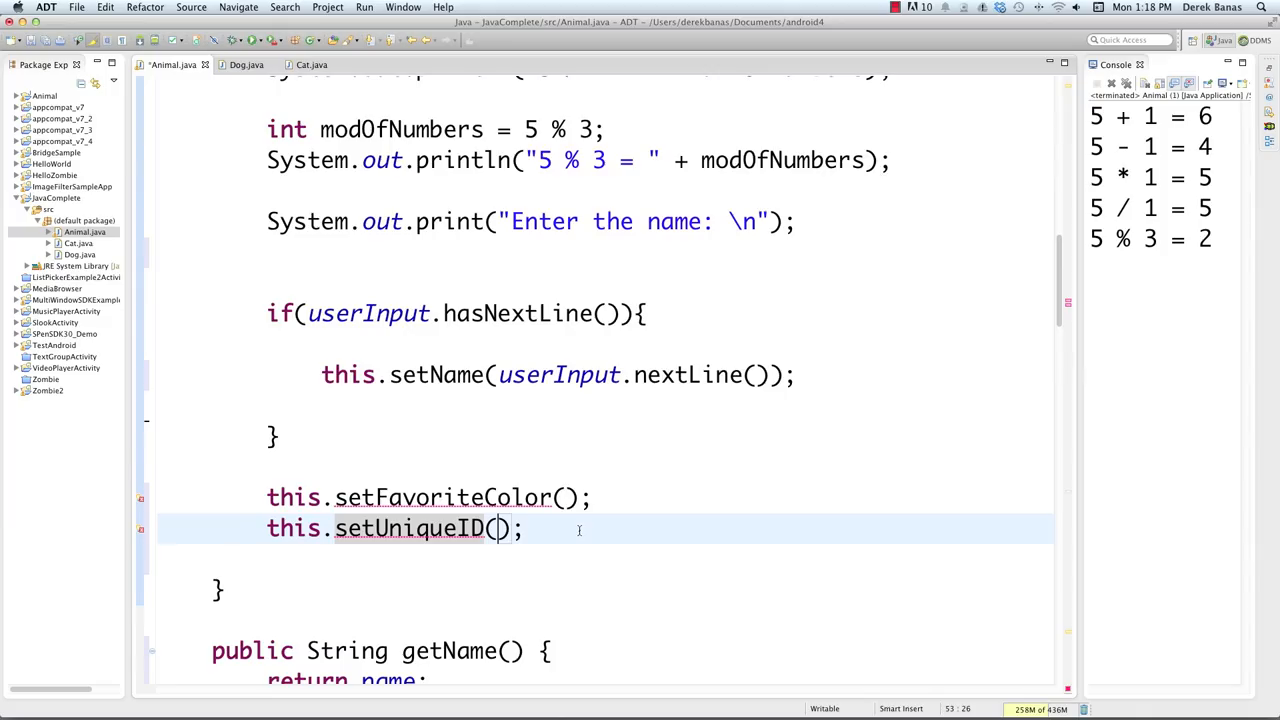 ADT File Edit Refactor Source Navigate Search Project Run Window Help 10 Mon 1:18 PM Derek Banas
Java – JavaComplete/src/Animal.java – ADT – /Users/derekbanas/Documents/android4
Quick Access Java DDMS
Package Exp
*Animal.java Dog.java Cat.java
Console
<terminated> Animal (1) [Java Application] /S
Animal
appcompat_v7
appcompat_v7_2
appcompat_v7_3
appcompat_v7_4
BridgeSample
HelloWorld
HelloZombie
ImageFilterSampleApp
JavaComplete
src
(default package)
Animal.java
Cat.java
Dog.java
JRE System Library [Ja
ListPickerExample2Activi
MediaBrowser
MultiWindowSDKExample
MusicPlayerActivity
SlookActivity
SPenSDK30_Demo
TestAndroid
TextGroupActivity
VideoPlayerActivity
Zombie
Zombie2
int modOfNumbers = 5 % 3;
System.out.println("5 % 3 = " + modOfNumbers);
System.out.print("Enter the name: \n");
if(userInput.hasNextLine()){
this.setName(userInput.nextLine());
}
this.setFavoriteColor();
this.setUniqueID();
}
public String getName() {
return name;
5 + 1 = 6
5 - 1 = 4
5 * 1 = 5
5 / 1 = 5
5 % 3 = 2
Writable Smart Insert 53 : 26 258M of 436M